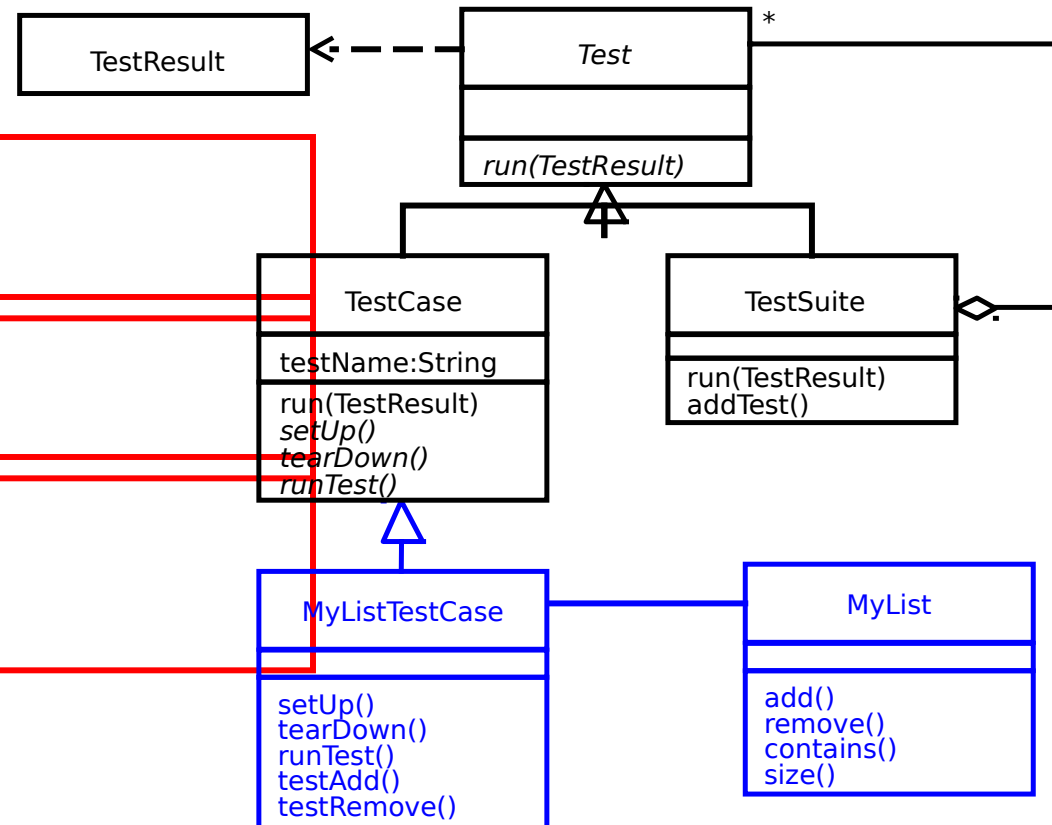 TestResult
Test
*
run(TestResult)
TestCase
testName:String
run(TestResult)
setUp()
tearDown()
runTest()
TestSuite
run(TestResult)
addTest()
MyListTestCase
setUp()
tearDown()
runTest()
testAdd()
testRemove()
MyList
add()
remove()
contains()
size()